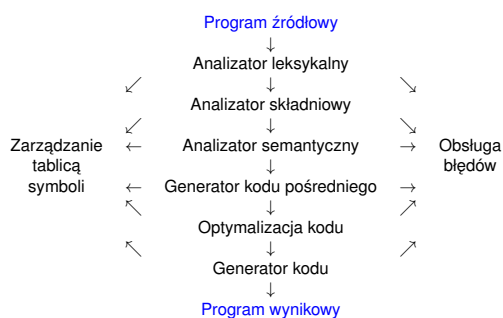 Program źródłowy
Analizator leksykalny
Analizator składniowy
Zarządzanie
tablicą
symboli
Analizator semantyczny
Obsługa
błędów
Generator kodu pośredniego
Optymalizacja kodu
Generator kodu
Program wynikowy